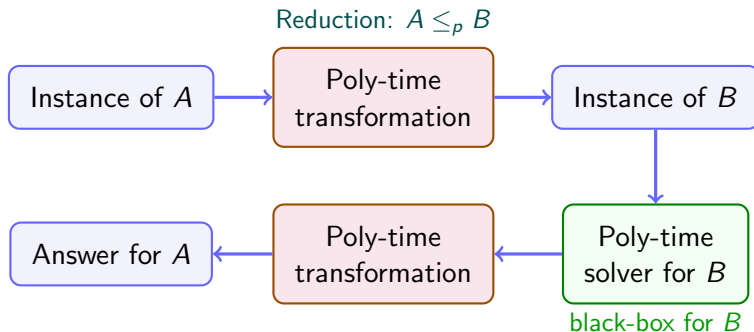 Reduction: A ≤p B
Instance of A
Poly-time
transformation
Instance of B
Answer for A
Poly-time
transformation
Poly-time
solver for B
black-box for B